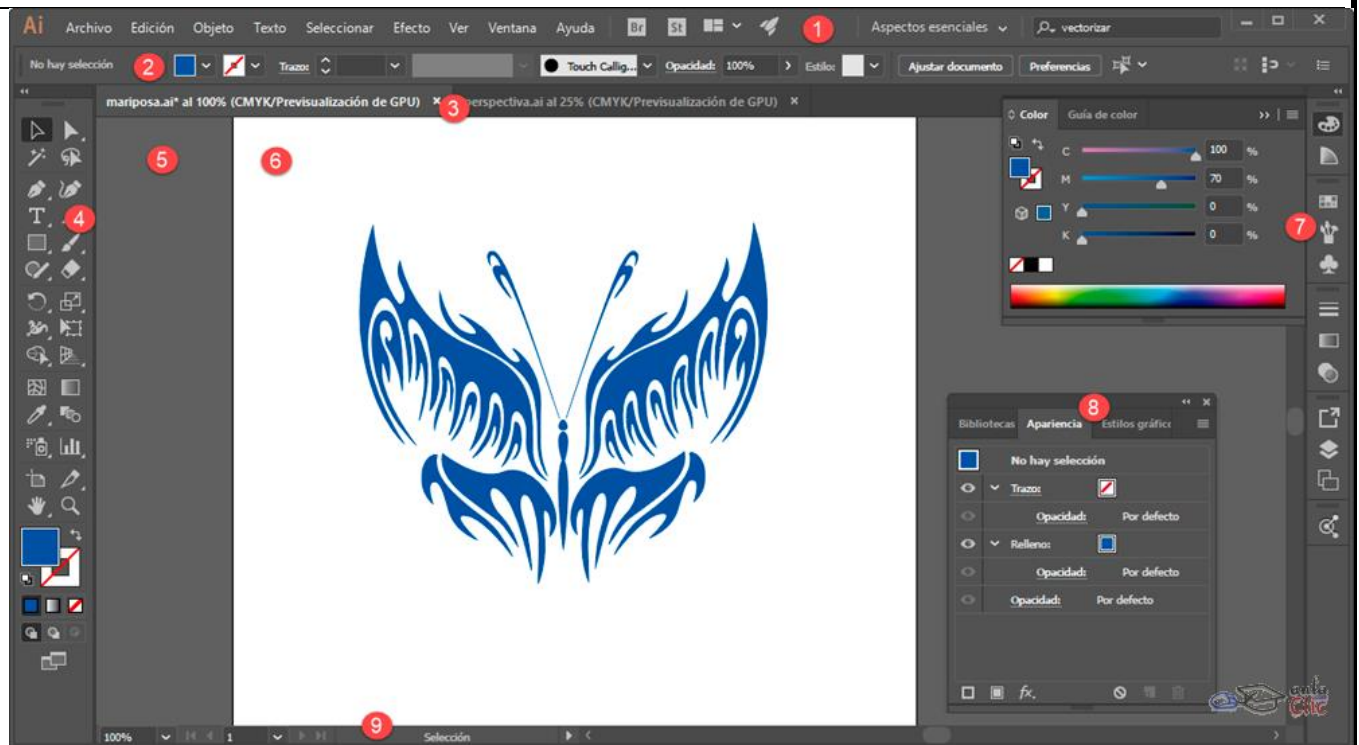 Ai Archivo Edición Objeto Texto Seleccionar Efecto Ver Ventana Ayuda Br St 1 Aspectos esenciales vectorizar
No hay selección 2 Trazo: Touch Callig... Opacidad: 100% Estilo: Ajustar documento Preferencias
mariposa.ai* al 100% (CMYK/Previsualización de GPU) × 3 perspectiva.ai al 25% (CMYK/Previsualización de GPU) ×
Color Guía de color
5
6
C 100 %
M 70 %
4
Y 0 %
7
K 0 %
8
Bibliotecas Apariencia Estilos gráfico
No hay selección
Trazo:
Opacidad: Por defecto
Relleno:
Opacidad: Por defecto
Opacidad: Por defecto
fx.
aula
Clic
100% 1 9 Selección